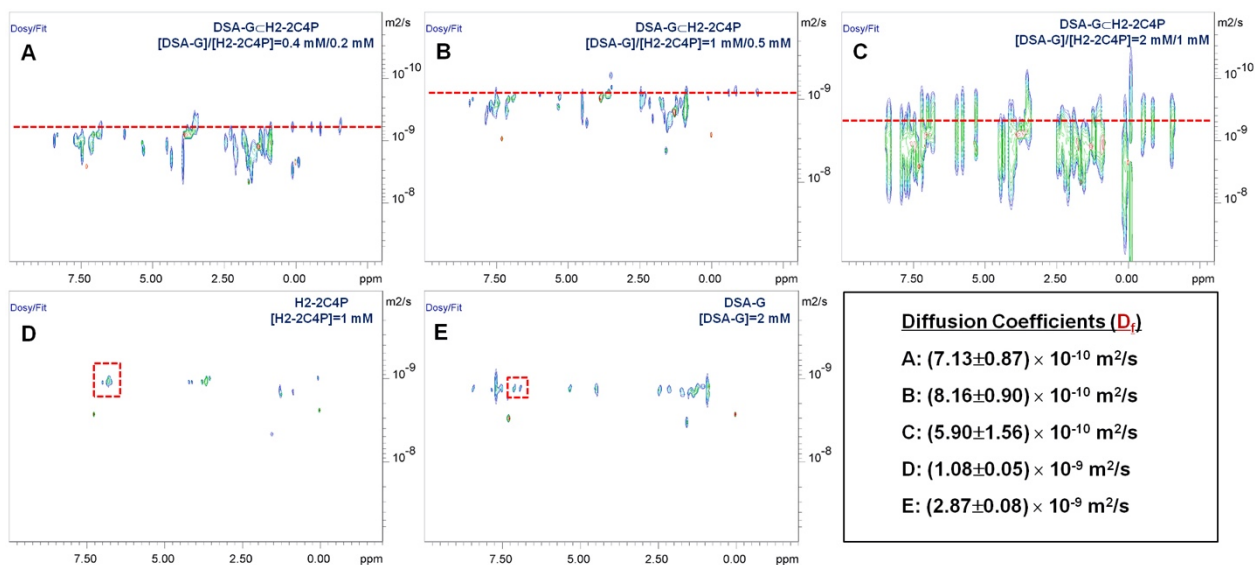 Dosy/Fit
DSA-G⊂H2-2C4P
[DSA-G]/[H2-2C4P]=0.4 mM/0.2 mM
m2/s
A
10-10
10-9
10-8
7.50 5.00 2.50 0.00 ppm
Dosy/Fit
DSA-G⊂H2-2C4P
[DSA-G]/[H2-2C4P]=1 mM/0.5 mM
m2/s
B
10-9
10-8
7.50 5.00 2.50 0.00 ppm
Dosy/Fit
DSA-G⊂H2-2C4P
[DSA-G]/[H2-2C4P]=2 mM/1 mM
m2/s
C
10-10
10-9
10-8
7.50 5.00 2.50 0.00 ppm
Dosy/Fit
H2-2C4P
[H2-2C4P]=1 mM
m2/s
D
10-9
10-8
7.50 5.00 2.50 0.00 ppm
Dosy/Fit
DSA-G
[DSA-G]=2 mM
m2/s
E
10-9
10-8
7.50 5.00 2.50 0.00 ppm
Diffusion Coefficients (Df)
A: (7.13±0.87) × 10-10 m2/s
B: (8.16±0.90) × 10-10 m2/s
C: (5.90±1.56) × 10-10 m2/s
D: (1.08±0.05) × 10-9 m2/s
E: (2.87±0.08) × 10-9 m2/s